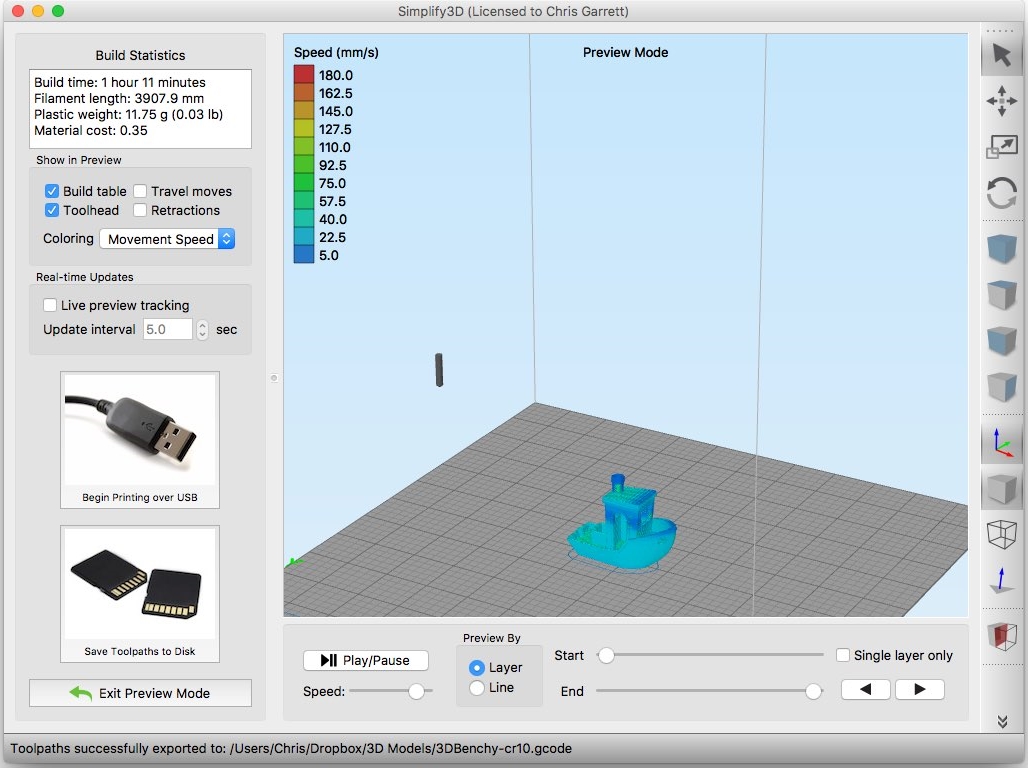 Simplify3D (Licensed to Chris Garrett)
Build Statistics
Build time: 1 hour 11 minutes
Filament length: 3907.9 mm
Plastic weight: 11.75 g (0.03 lb)
Material cost: 0.35
Show in Preview
Build table Travel moves
Toolhead Retractions
Coloring Movement Speed
Real-time Updates
Live preview tracking
Update interval 5.0 sec
Begin Printing over USB
Save Toolpaths to Disk
Exit Preview Mode
Speed (mm/s)
180.0
162.5
145.0
127.5
110.0
92.5
75.0
57.5
40.0
22.5
5.0
Preview Mode
Play/Pause
Speed:
Preview By
Layer
Line
Start
End
Single layer only
Toolpaths successfully exported to: /Users/Chris/Dropbox/3D Models/3DBenchy-cr10.gcode